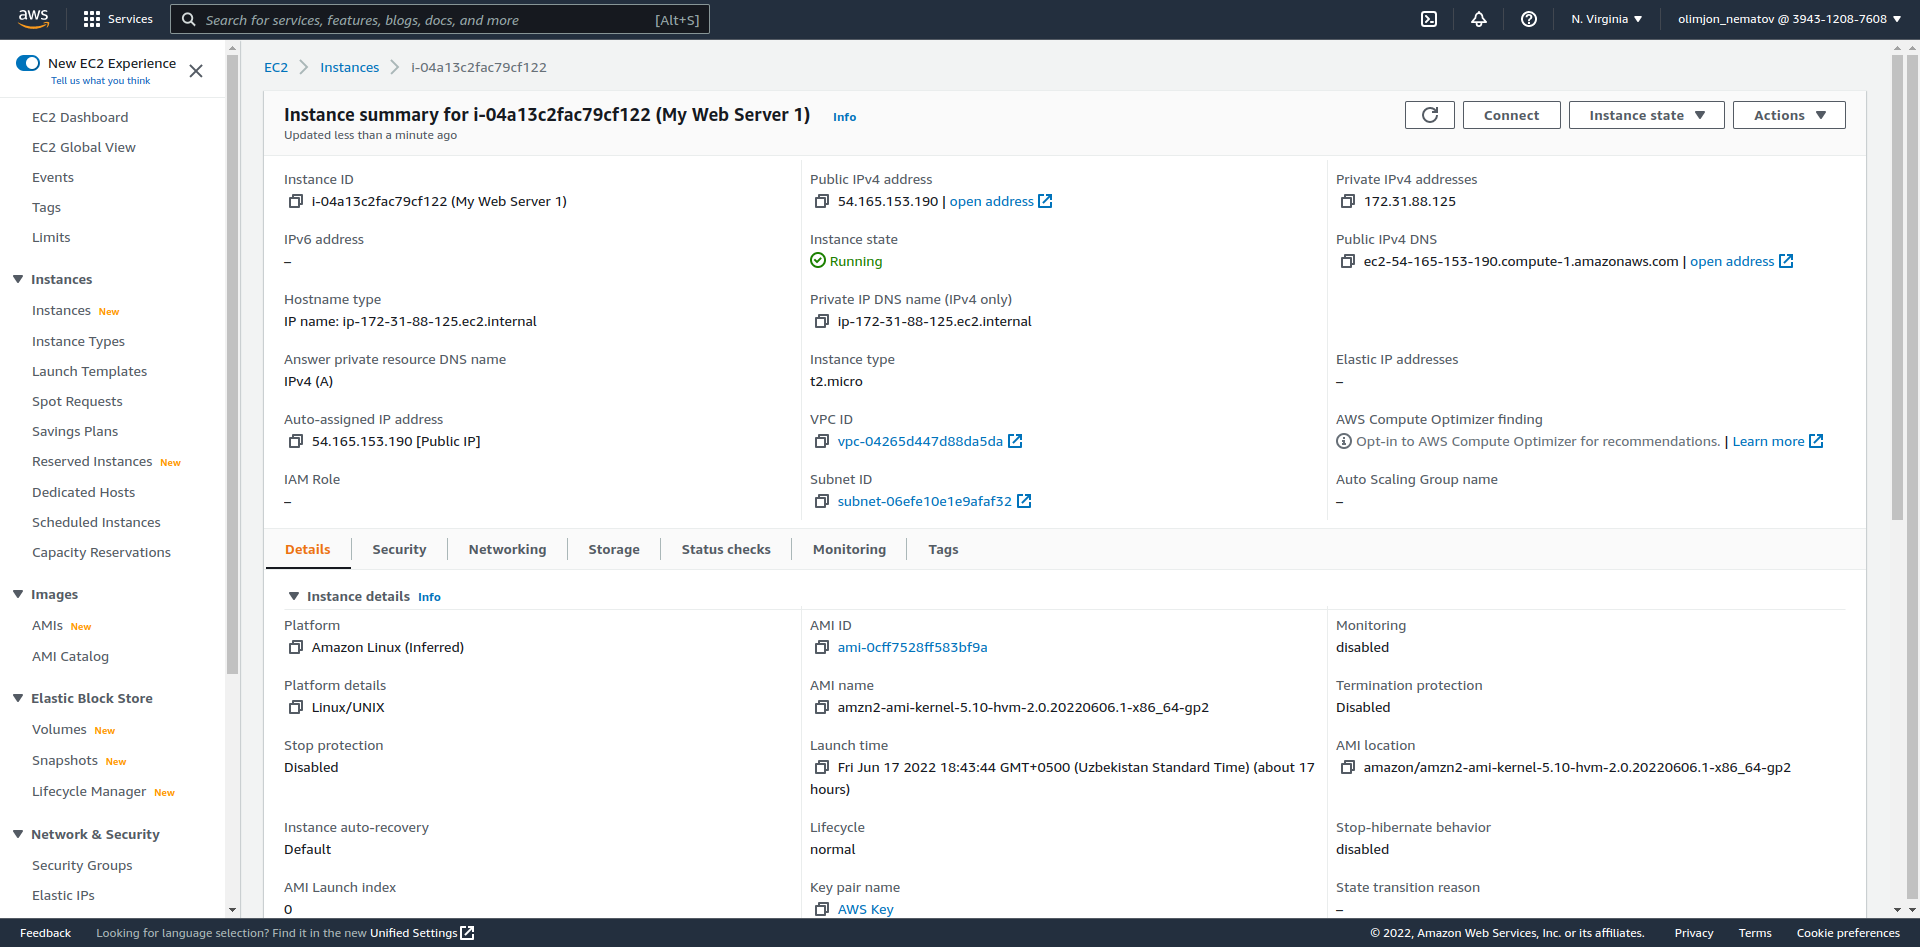 aws
Services
Search for services, features, blogs, docs, and more [Alt+S]
N. Virginia
olimjon_nematov @ 3943-1208-7608
New EC2 Experience
Tell us what you think
EC2 Dashboard
EC2 Global View
Events
Tags
Limits
Instances
Instances New
Instance Types
Launch Templates
Spot Requests
Savings Plans
Reserved Instances New
Dedicated Hosts
Scheduled Instances
Capacity Reservations
Images
AMIs New
AMI Catalog
Elastic Block Store
Volumes New
Snapshots New
Lifecycle Manager New
Network & Security
Security Groups
Elastic IPs
EC2 > Instances > i-04a13c2fac79cf122
Instance summary for i-04a13c2fac79cf122 (My Web Server 1) Info
Updated less than a minute ago
Connect
Instance state
Actions
Instance ID
i-04a13c2fac79cf122 (My Web Server 1)
Public IPv4 address
54.165.153.190 | open address
Private IPv4 addresses
172.31.88.125
IPv6 address
–
Instance state
Running
Public IPv4 DNS
ec2-54-165-153-190.compute-1.amazonaws.com | open address
Hostname type
IP name: ip-172-31-88-125.ec2.internal
Private IP DNS name (IPv4 only)
ip-172-31-88-125.ec2.internal
Answer private resource DNS name
IPv4 (A)
Instance type
t2.micro
Elastic IP addresses
–
Auto-assigned IP address
54.165.153.190 [Public IP]
VPC ID
vpc-04265d447d88da5da
AWS Compute Optimizer finding
Opt-in to AWS Compute Optimizer for recommendations. | Learn more
IAM Role
–
Subnet ID
subnet-06efe10e1e9afaf32
Auto Scaling Group name
–
Details
Security
Networking
Storage
Status checks
Monitoring
Tags
Instance details Info
Platform
Amazon Linux (Inferred)
AMI ID
ami-0cff7528ff583bf9a
Monitoring
disabled
Platform details
Linux/UNIX
AMI name
amzn2-ami-kernel-5.10-hvm-2.0.20220606.1-x86_64-gp2
Termination protection
Disabled
Stop protection
Disabled
Launch time
Fri Jun 17 2022 18:43:44 GMT+0500 (Uzbekistan Standard Time) (about 17
hours)
AMI location
amazon/amzn2-ami-kernel-5.10-hvm-2.0.20220606.1-x86_64-gp2
Instance auto-recovery
Default
Lifecycle
normal
Stop-hibernate behavior
disabled
AMI Launch index
0
Key pair name
AWS Key
State transition reason
–
Feedback
Looking for language selection? Find it in the new Unified Settings
© 2022, Amazon Web Services, Inc. or its affiliates.
Privacy
Terms
Cookie preferences